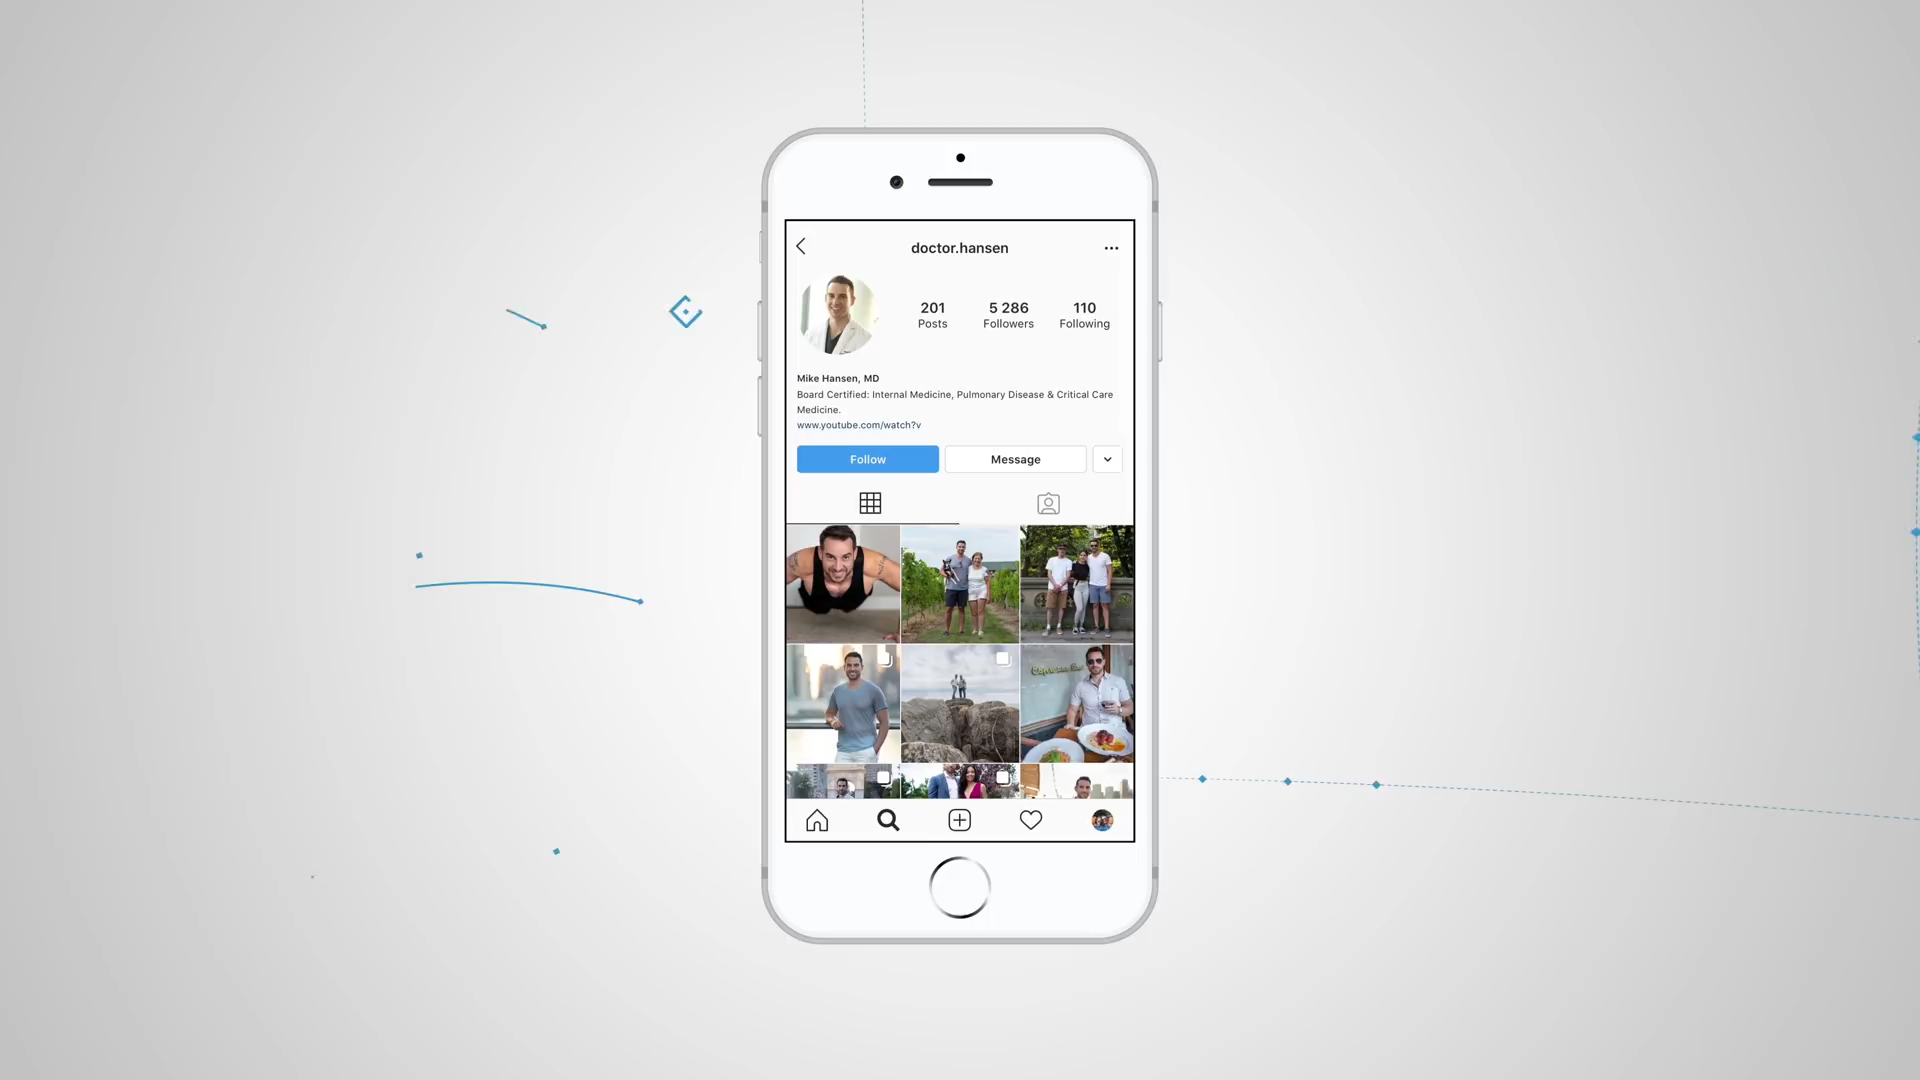 doctor.hansen
201
5 286
110
Posts
Followers
Following
Mike Hansen, MD
Board Certified: Internal Medicine, Pulmonary Disease & Critical Care
Medicine.
www.youtube.com/watch?v
Follow
Message